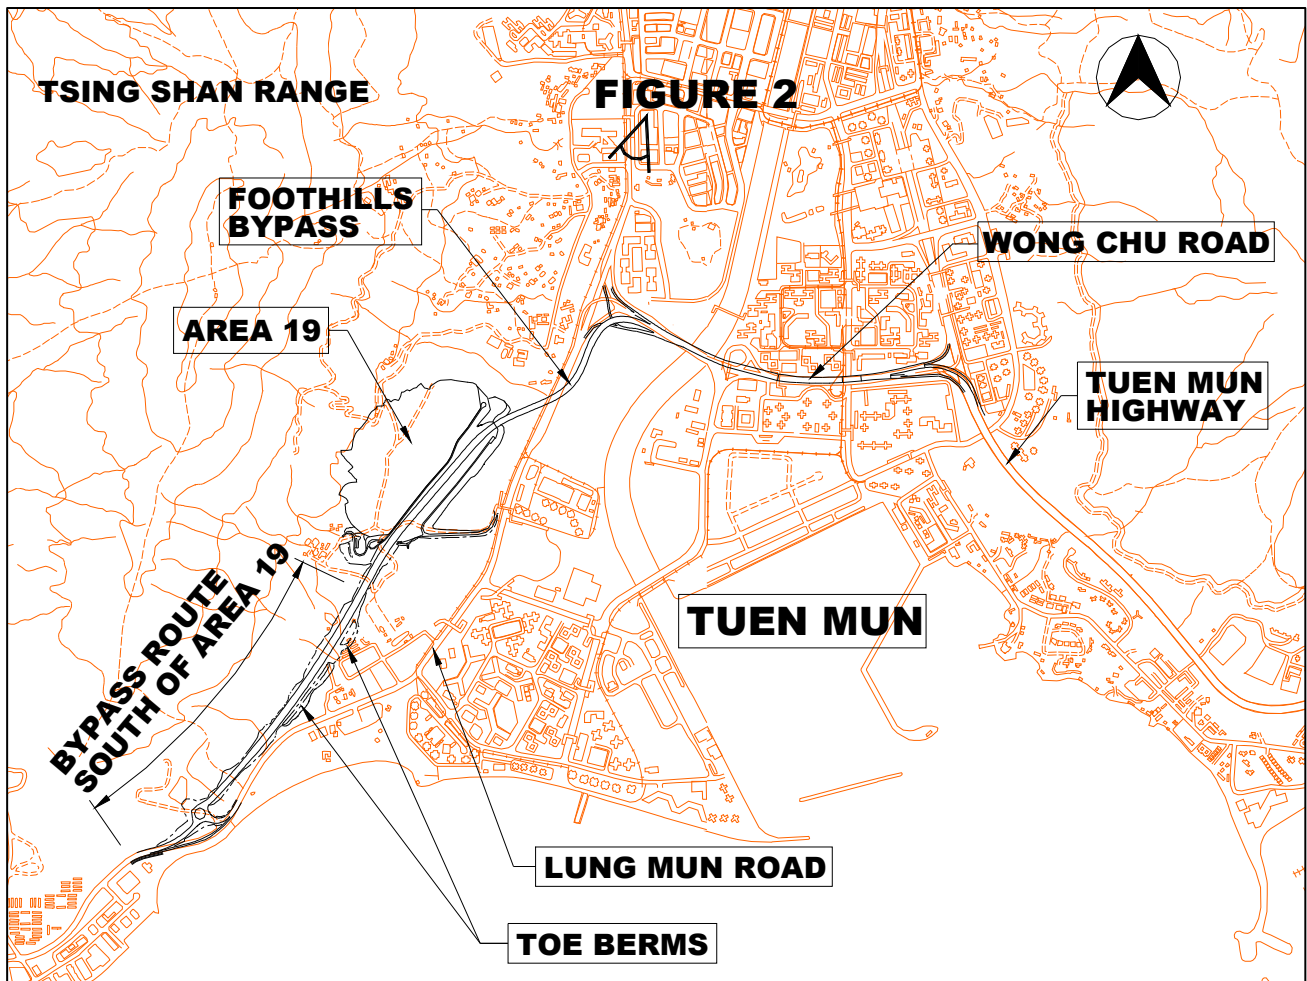 TSING SHAN RANGE
FIGURE 2
FOOTHILLS
BYPASS
WONG CHU ROAD
AREA 19
TUEN MUN
HIGHWAY
BYPASS ROUTE
SOUTH OF AREA 19
TUEN MUN
LUNG MUN ROAD
TOE BERMS